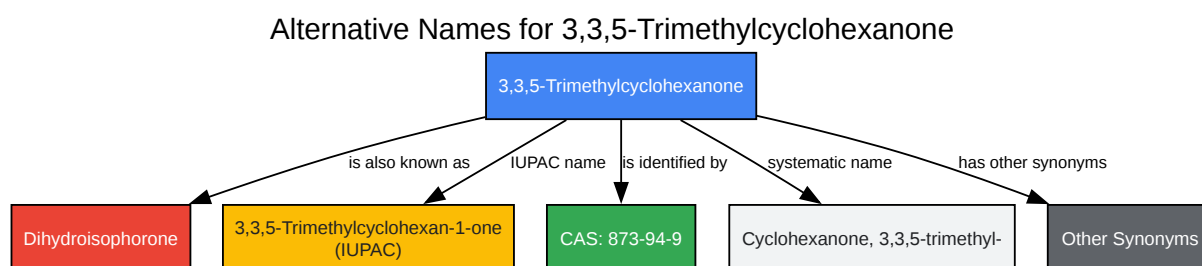 Alternative Names for 3,3,5-Trimethylcyclohexanone
3,3,5-Trimethylcyclohexanone
is also known as
IUPAC name
is identified by
systematic name
has other synonyms
Dihydroisophorone
3,3,5-Trimethylcyclohexan-1-one
(IUPAC)
CAS: 873-94-9
Cyclohexanone, 3,3,5-trimethyl-
Other Synonyms